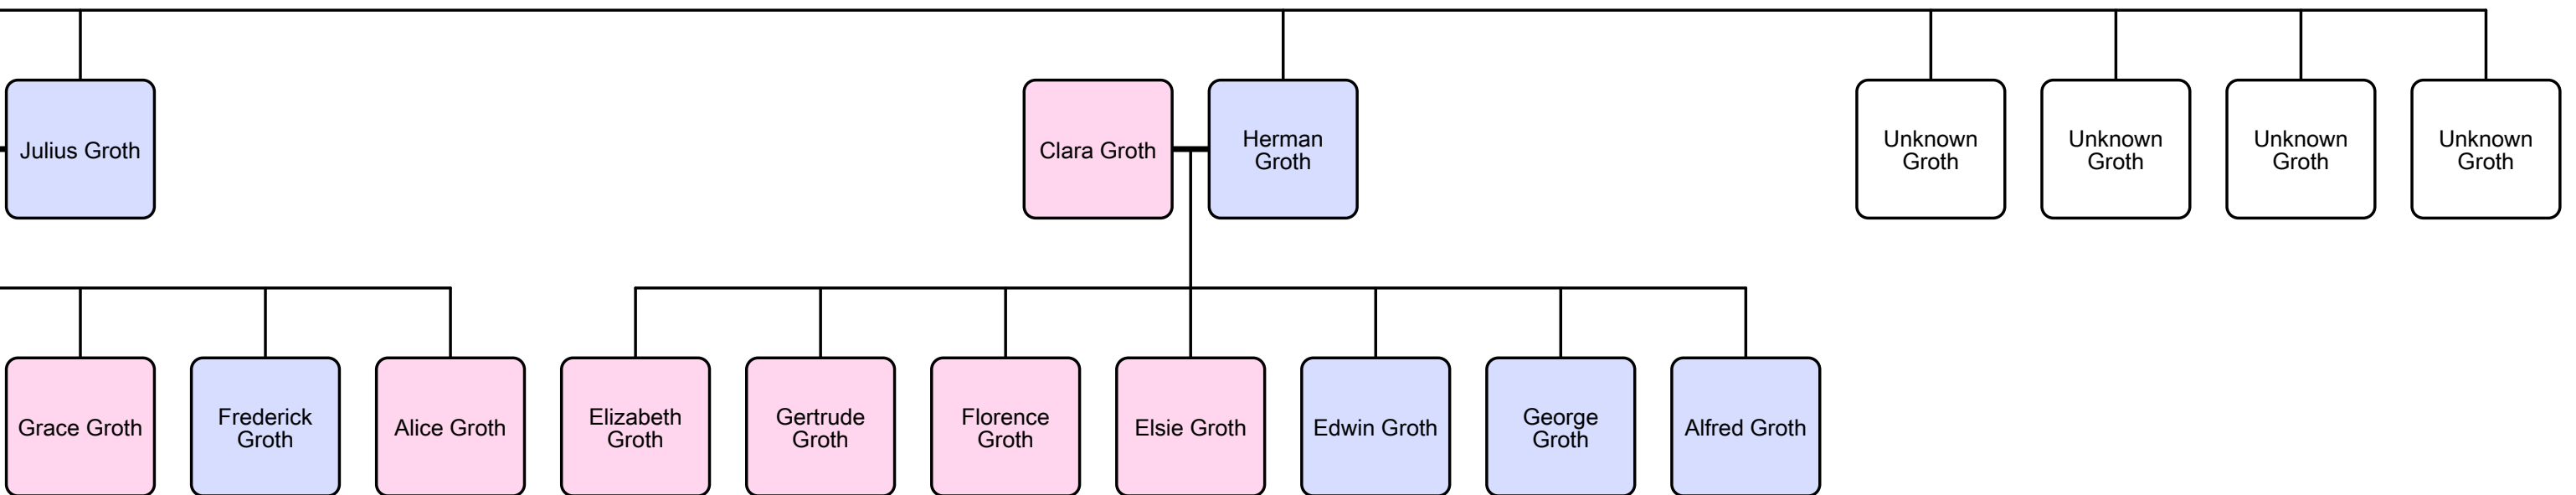 Julius Groth
Clara Groth
Herman
Groth
Unknown
Groth
Unknown
Groth
Unknown
Groth
Unknown
Groth
Grace Groth
Frederick
Groth
Alice Groth
Elizabeth
Groth
Gertrude
Groth
Florence
Groth
Elsie Groth
Edwin Groth
George
Groth
Alfred Groth